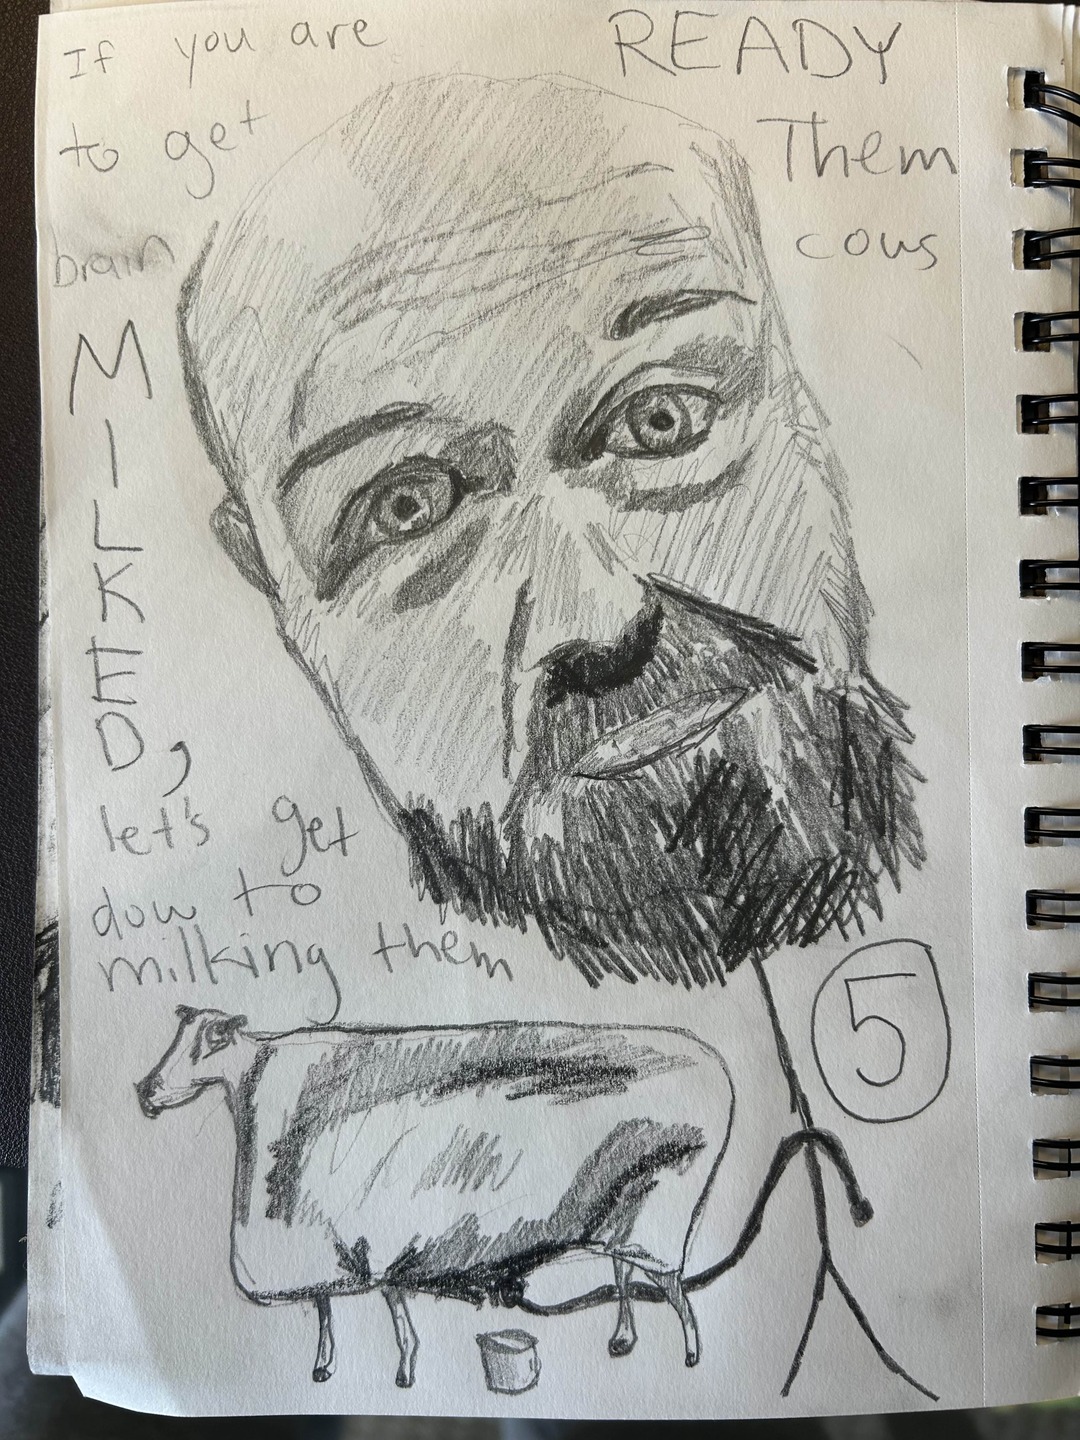 If you are READY
to get Them
brain cows
MILKED,
let's get
dow to
milking them
5